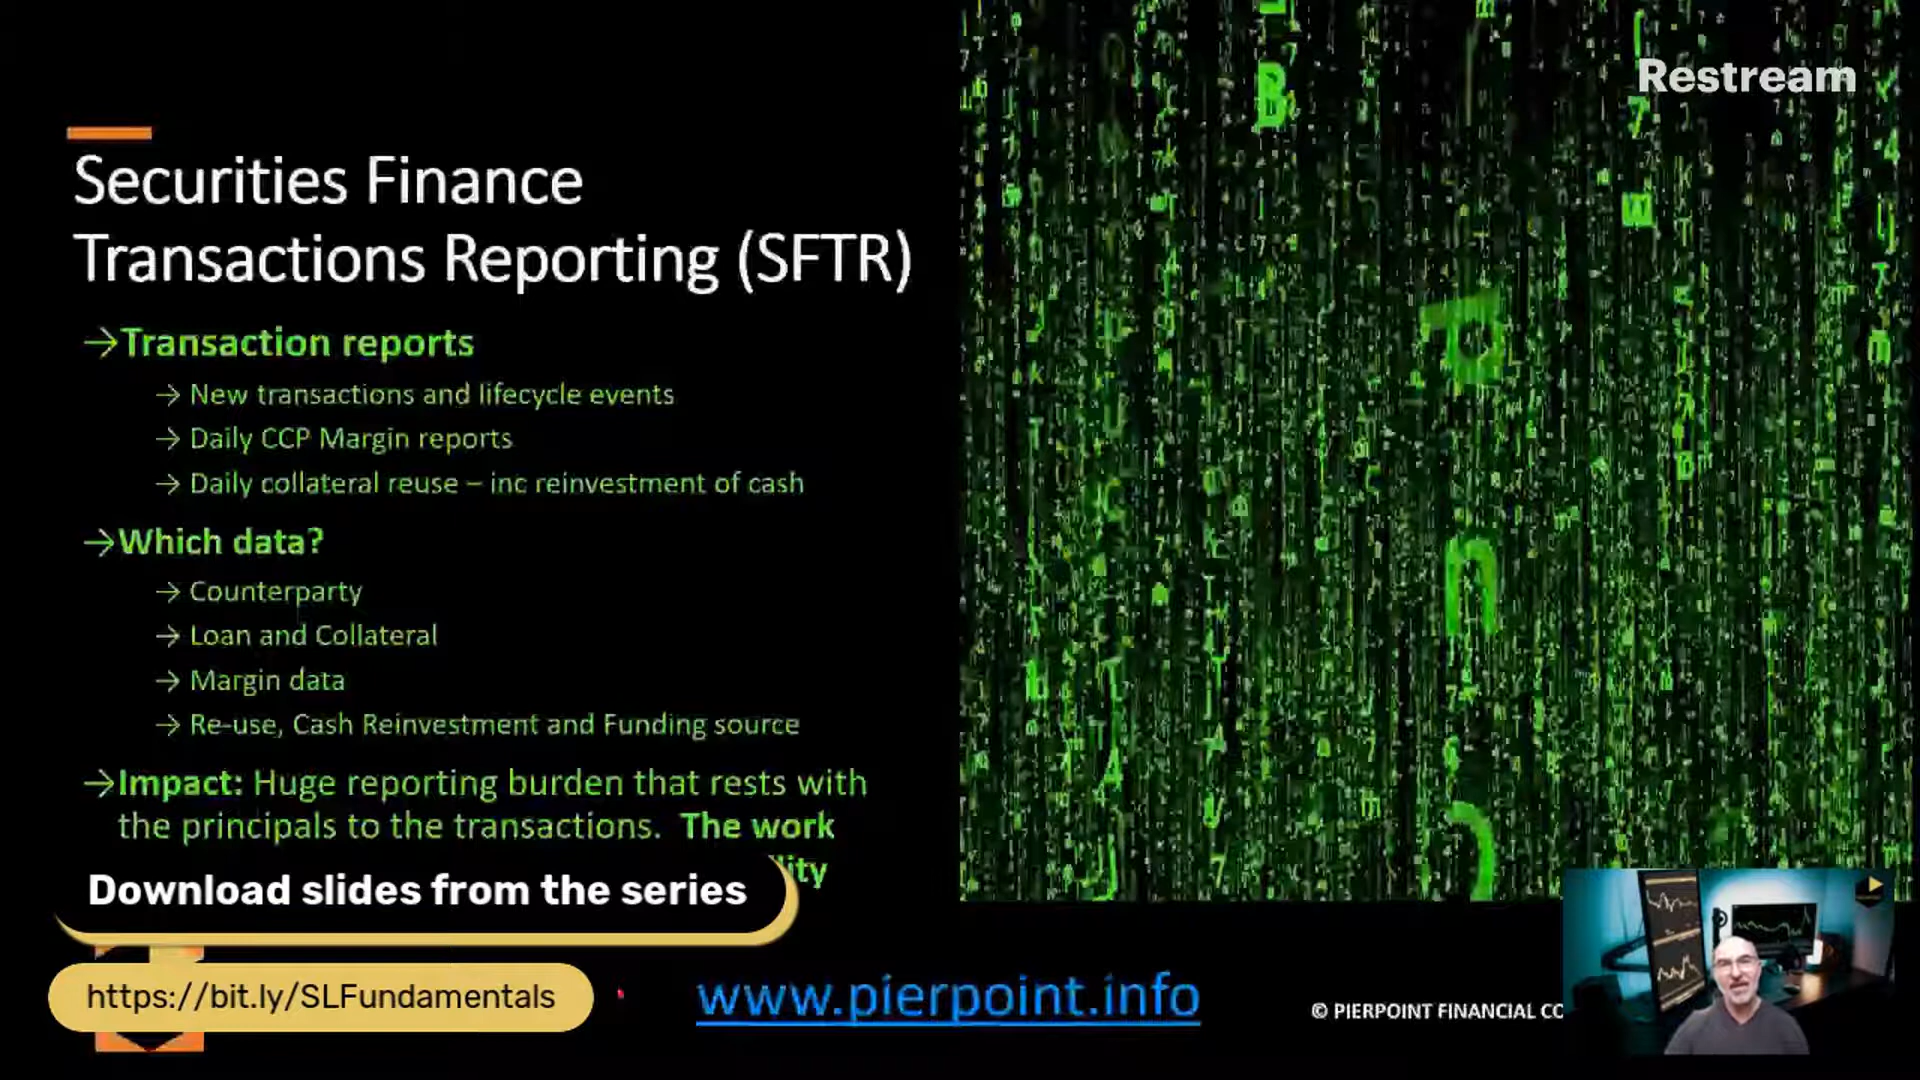 Restream
Securities Finance
Transactions Reporting (SFTR)
→Transaction reports
→ New transactions and lifecycle events
→ Daily CCP Margin reports
→ Daily collateral reuse – inc reinvestment of cash
→Which data?
→ Counterparty
→ Loan and Collateral
→ Margin data
→ Re-use, Cash Reinvestment and Funding source
→Impact: Huge reporting burden that rests with
the principals to the transactions. The work
Download slides from the series
https://bit.ly/SLFundamentals
www.pierpoint.info
© PIERPOINT FINANCIAL CO